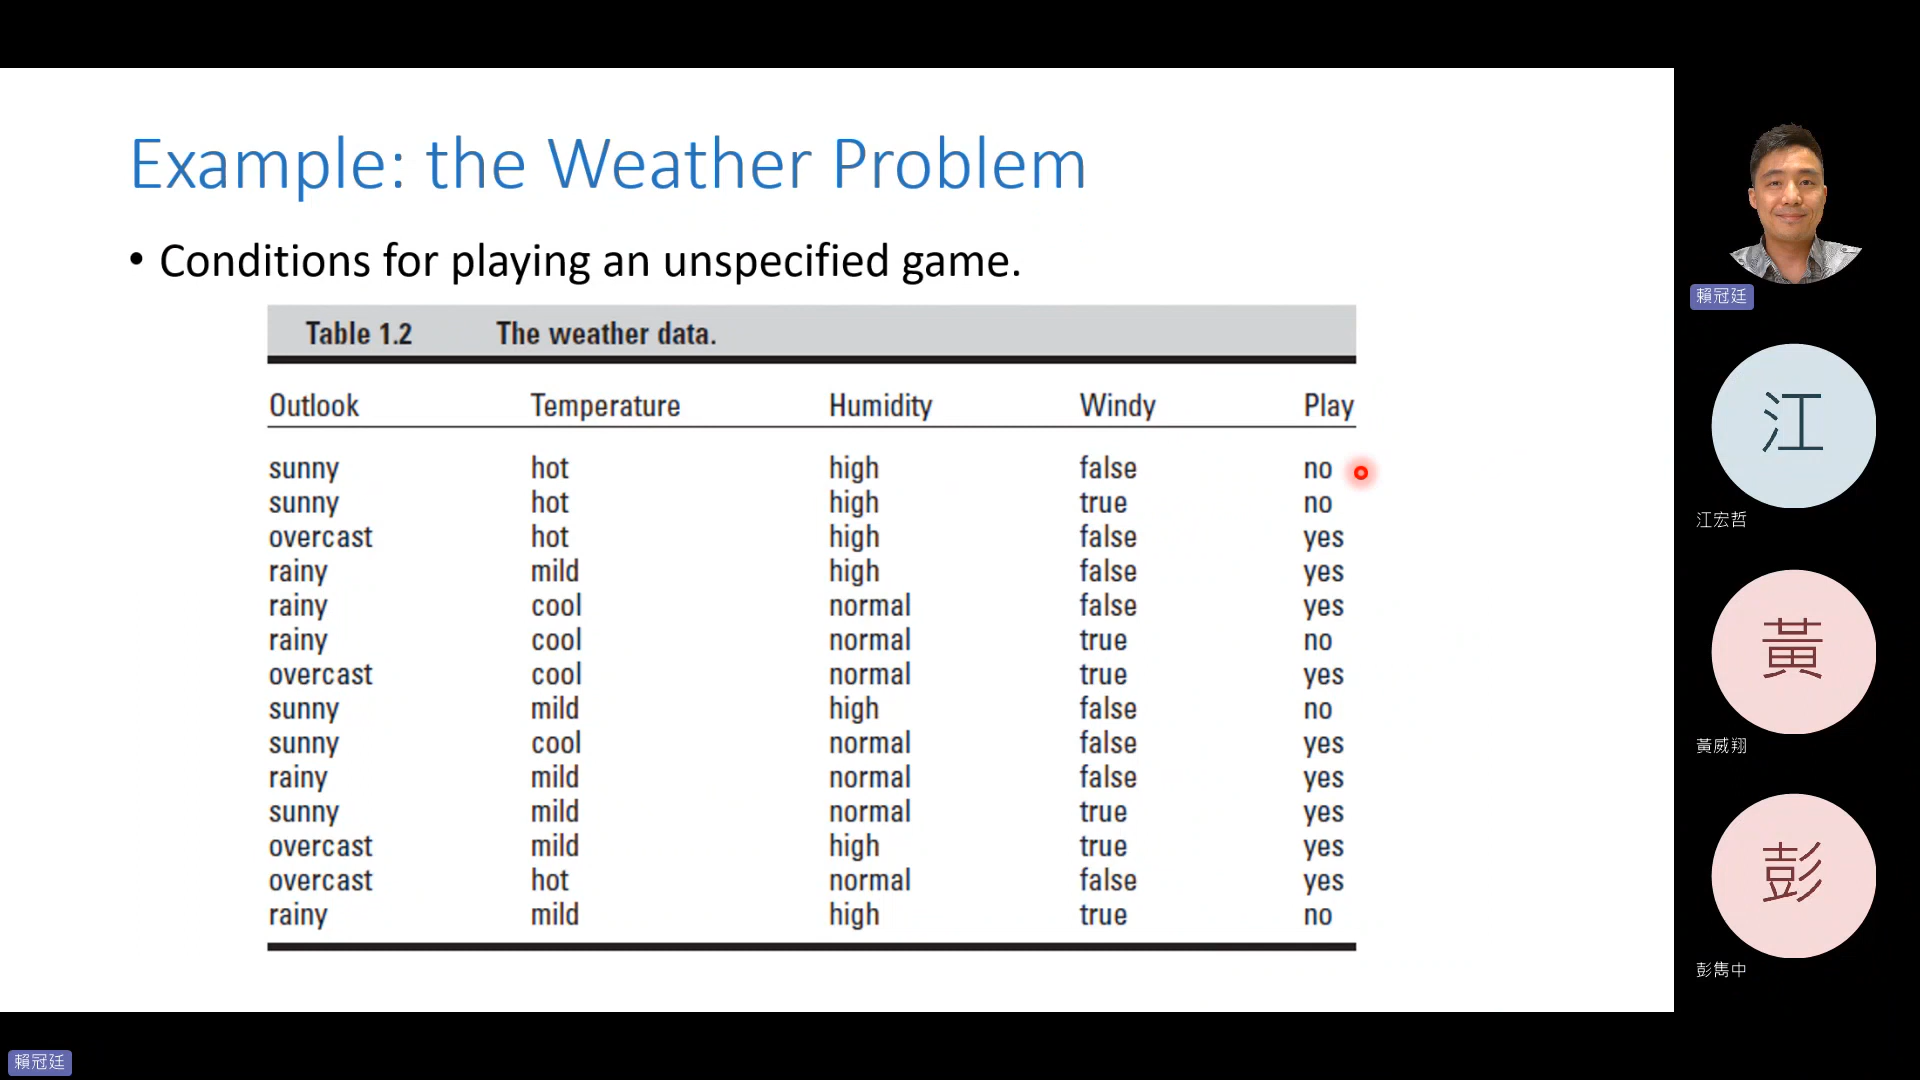 Example: the Weather Problem
• Conditions for playing an unspecified game.
Table 1.2 The weather data.
Outlook Temperature Humidity Windy Play
sunny hot high false no
sunny hot high true no
overcast hot high false yes
rainy mild high false yes
rainy cool normal false yes
rainy cool normal true no
overcast cool normal true yes
sunny mild high false no
sunny cool normal false yes
rainy mild normal false yes
sunny mild normal true yes
overcast mild high true yes
overcast hot normal false yes
rainy mild high true no
賴冠廷
江
江宏哲
黃
黃威翔
彭
彭雋中
賴冠廷